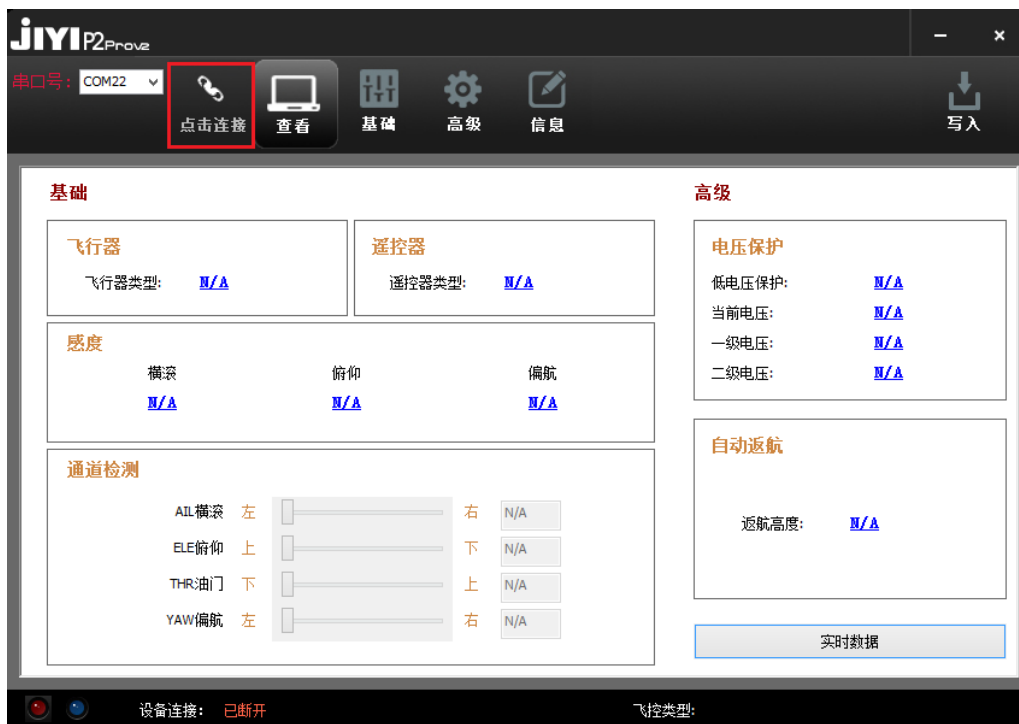 JIYI P2Prov2
串口号: COM22
点击连接 查看 基础 高级 信息 写入
基础
飞行器
飞行器类型: N/A
遥控器
遥控器类型: N/A
感度
横滚 俯仰 偏航
N/A N/A N/A
通道检测
AIL横滚 左 右 N/A
ELE俯仰 上 下 N/A
THR油门 下 上 N/A
YAW偏航 左 右 N/A
高级
电压保护
低电压保护: N/A
当前电压: N/A
一级电压: N/A
二级电压: N/A
自动返航
返航高度: N/A
实时数据
设备连接: 已断开 飞控类型: